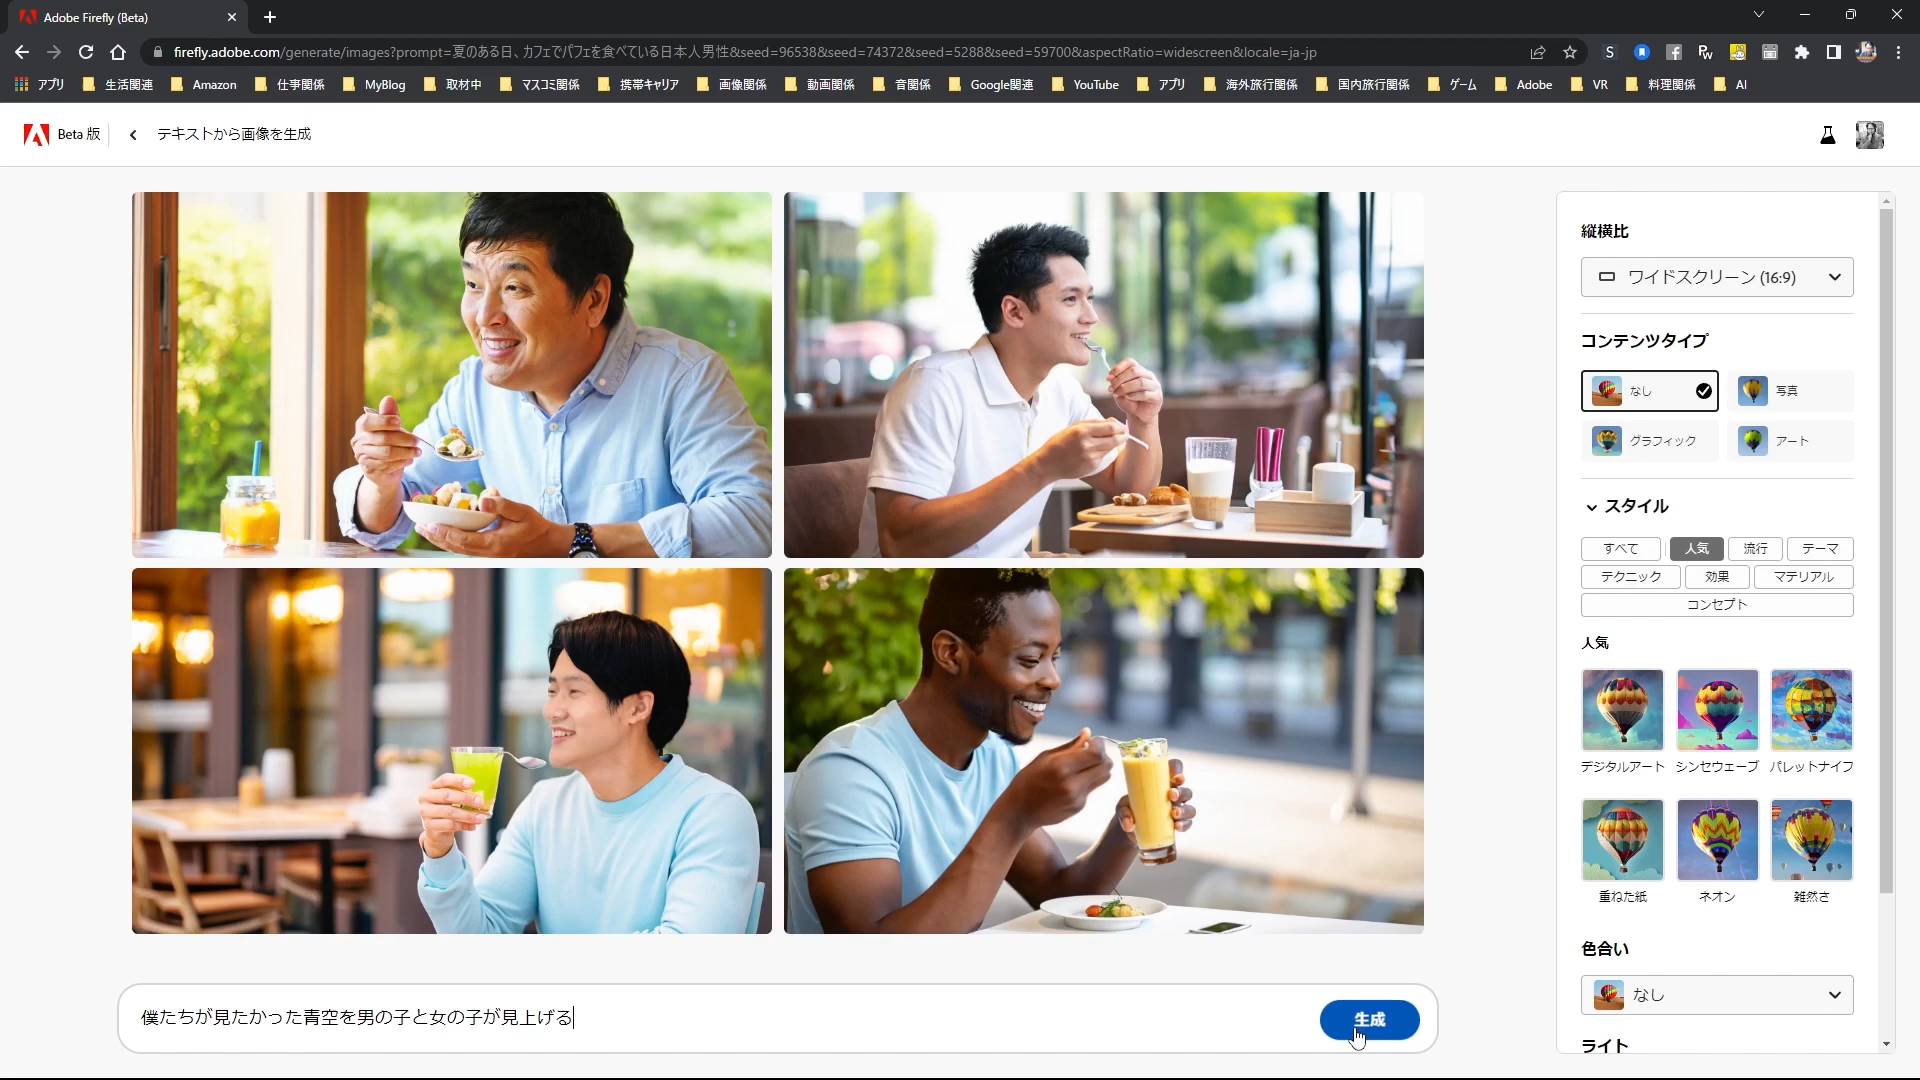 Adobe Firefly (Beta)
firefly.adobe.com/generate/images?prompt=夏のある日、カフェでパフェを食べている日本人男性&seed=96538&seed=74372&seed=5288&seed=59700&aspectRatio=widescreen&locale=ja-jp
アプリ 生活関連 Amazon 仕事関係 MyBlog 取材中 マスコミ関係 携帯キャリア 画像関係 動画関係 音関係 Google関連 YouTube アプリ 海外旅行関係 国内旅行関係 ゲーム Adobe VR 料理関係 AI
Beta 版 テキストから画像を生成
縦横比
ワイドスクリーン (16:9)
コンテンツタイプ
なし 写真
グラフィック アート
スタイル
すべて 人気 流行 テーマ
テクニック 効果 マテリアル
コンセプト
人気
デジタルアート シンセウェーブ パレットナイフ
重ねた紙 ネオン 雑然さ
色合い
なし
ライト
僕たちが見たかった青空を男の子と女の子が見上げる
生成